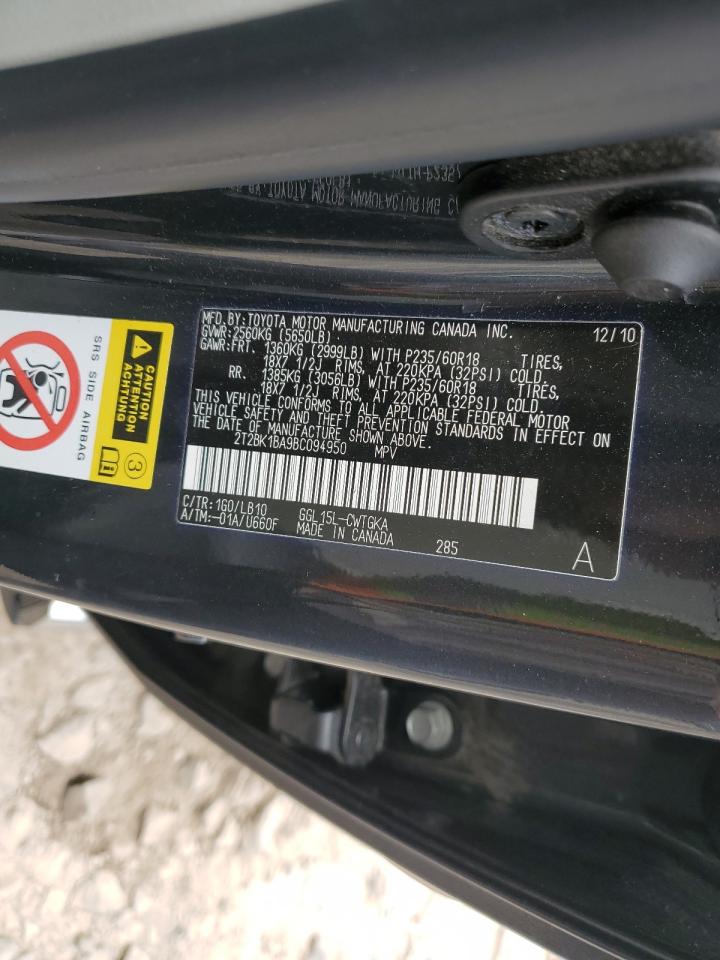 MFD.BY:TOYOTA MOTOR MANUFACTURING CANADA INC. 12/10
GVWR:2560KG (5650LB)
GAWR:FRT. 1360KG (2999LB) WITH P235/60R18 TIRES,
18X7 1/2J RIMS, AT 220KPA (32PSI) COLD.
RR. 1385KG (3056LB) WITH P235/60R18 TIRES,
18X7 1/2J RIMS, AT 220KPA (32PSI) COLD.
THIS VEHICLE CONFORMS TO ALL APPLICABLE FEDERAL MOTOR
VEHICLE SAFETY AND THEFT PREVENTION STANDARDS IN EFFECT ON
THE DATE OF MANUFACTURE SHOWN ABOVE.
2T2BK1BA9BC094950 MPV
C/TR:1G0/LB10 GGL15L-CWTGKA
A/TM:-01A/U660F MADE IN CANADA 285 A
SRS SIDE AIRBAG
CAUTION
ATTENTION
ACHTUNG
3